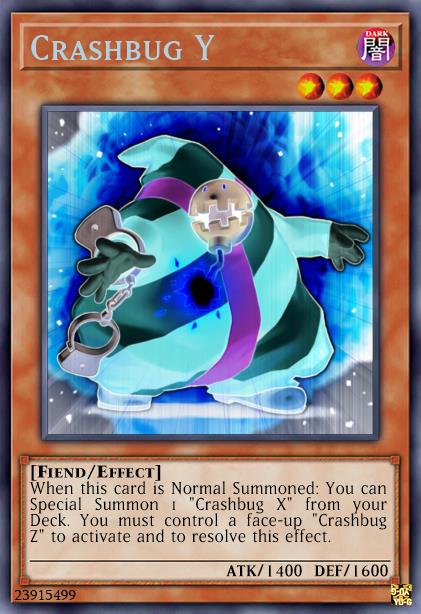 Crashbug Y
DARK
闇
[Fiend/Effect]
When this card is Normal Summoned: You can
Special Summon 1 "Crashbug X" from your
Deck. You must control a face-up "Crashbug
Z" to activate and to resolve this effect.
ATK/1400 DEF/1600
23915499